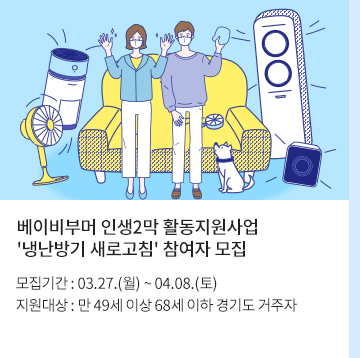 베이비부머 인생2막 활동지원사업
'냉난방기 새로고침' 참여자 모집
모집기간 : 03.27.(월) ~ 04.08.(토)
지원대상 : 만 49세 이상 68세 이하 경기도 거주자